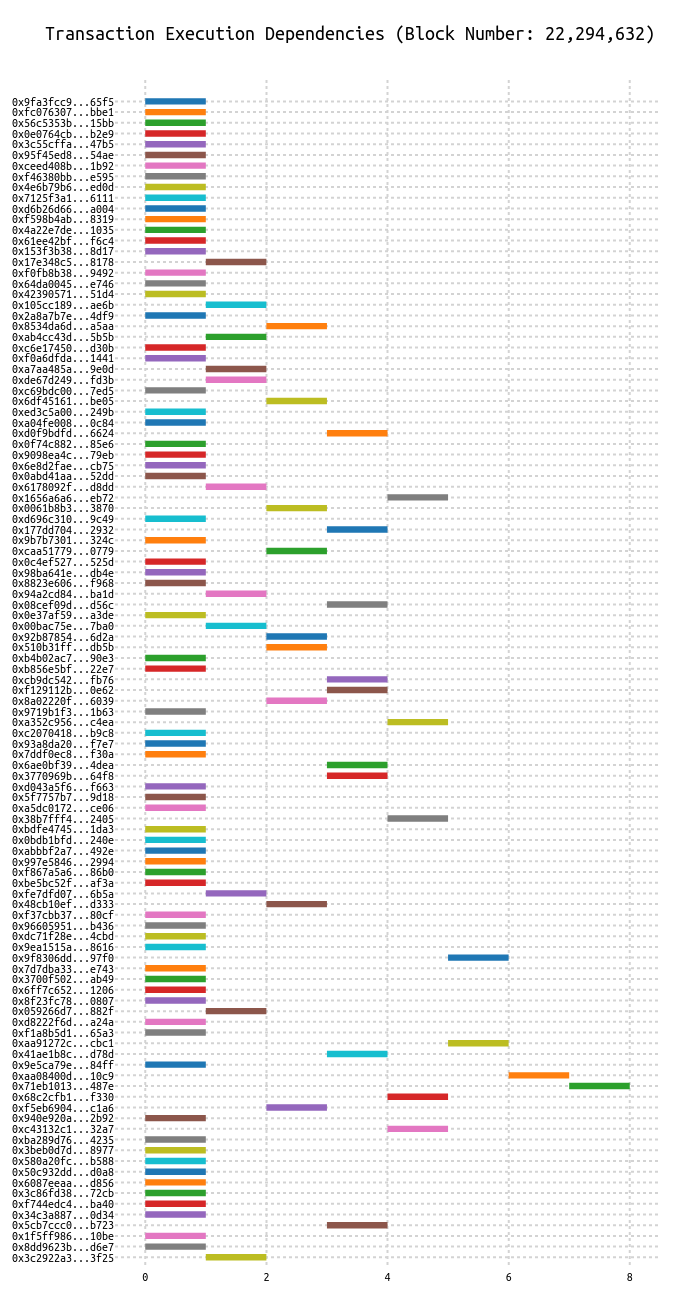 Transaction Execution Dependencies (Block Number: 22,294,632)
0x9fa3fcc9...65f5
0xfc076307...bbe1
0x56c5353b...15bb
0x0e0764cb...b2e9
0x3c55cffa...47b5
0x95f45ed8...54ae
0xceed408b...1b92
0xf46380bb...e595
0x4e6b79b6...ed0d
0x7125f3a1...6111
0xd6b26d66...a004
0xf598b4ab...8319
0x4a22e7de...1035
0x61ee42bf...f6c4
0x153f3b38...8d17
0x17e348c5...8178
0xf0fb8b38...9492
0x64da0045...e746
0x42390571...51d4
0x105cc189...ae6b
0x2a8a7b7e...4df9
0x8534da6d...a5aa
0xab4cc43d...5b5b
0xc6e17450...d30b
0xf0a6dfda...1441
0xa7aa485a...9e0d
0xde67d249...fd3b
0xc69bdc00...7ed5
0x6df45161...be05
0xed3c5a00...249b
0xa04fe008...0c84
0xd0f9bdfd...6624
0x0f74c882...85e6
0x9098ea4c...79eb
0x6e8d2fae...cb75
0x0abd41aa...52dd
0x6178092f...d8dd
0x1656a6a6...eb72
0x0061b8b3...3870
0xd696c310...9c49
0x177dd704...2932
0x9b7b7301...324c
0xcaa51779...0779
0x0c4ef527...525d
0x98ba641e...db4e
0x8823e606...f968
0x94a2cd84...ba1d
0x08cef09d...d56c
0x0e37af59...a3de
0x00bac75e...7ba0
0x92b87854...6d2a
0x510b31ff...db5b
0xb4b02ac7...90e3
0xb856e5bf...22e7
0xcb9dc542...fb76
0xf129112b...0e62
0x8a02220f...6039
0x9719b1f3...1b63
0xa352c956...c4ea
0xc2070418...b9c8
0x93a8da20...f7e7
0x7ddf0ec8...f30a
0x6ae0bf39...4dea
0x3770969b...64f8
0xd043a5f6...f663
0x5f7757b7...9d18
0xa5dc0172...ce06
0x38b7fff4...2405
0xbdfe4745...1da3
0x0bdb1bfd...240e
0xabbbf2a7...492e
0x997e5846...2994
0xf867a5a6...86b0
0xbe5bc52f...af3a
0xfe7dfd07...6b5a
0x48cb10ef...d333
0xf37cbb37...80cf
0x96605951...b436
0xdc71f28e...4cbd
0x9ea1515a...8616
0x9f8306dd...97f0
0x7d7dba33...e743
0x3700f502...ab49
0x6ff7c652...1206
0x8f23fc78...0807
0x059266d7...882f
0xd8222f6d...a24a
0xf1a8b5d1...65a3
0xaa91272c...cbc1
0x41ae1b8c...d78d
0x9e5ca79e...84ff
0xaa08400d...10c9
0x71eb1013...487e
0x68c2cfb1...f330
0xf5eb6904...c1a6
0x940e920a...2b92
0xc43132c1...32a7
0xba289d76...4235
0x3beb0d7d...8977
0x580a20fc...b588
0x50c932dd...d0a8
0x6087eeaa...d856
0x3c86fd38...72cb
0xf744edc4...ba40
0x34c3a887...0d34
0x5cb7ccc0...b723
0x1f5ff986...10be
0x8dd9623b...d6e7
0x3c2922a3...3f25
0 2 4 6 8